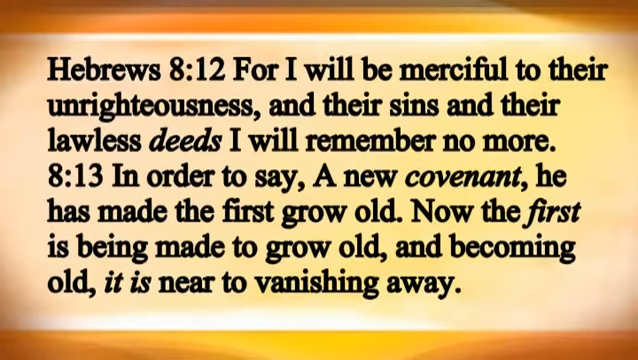 Hebrews 8:12 For I will be merciful to their
unrighteousness, and their sins and their
lawless deeds I will remember no more.
8:13 In order to say, A new covenant, he
has made the first grow old. Now the first
is being made to grow old, and becoming
old, it is near to vanishing away.